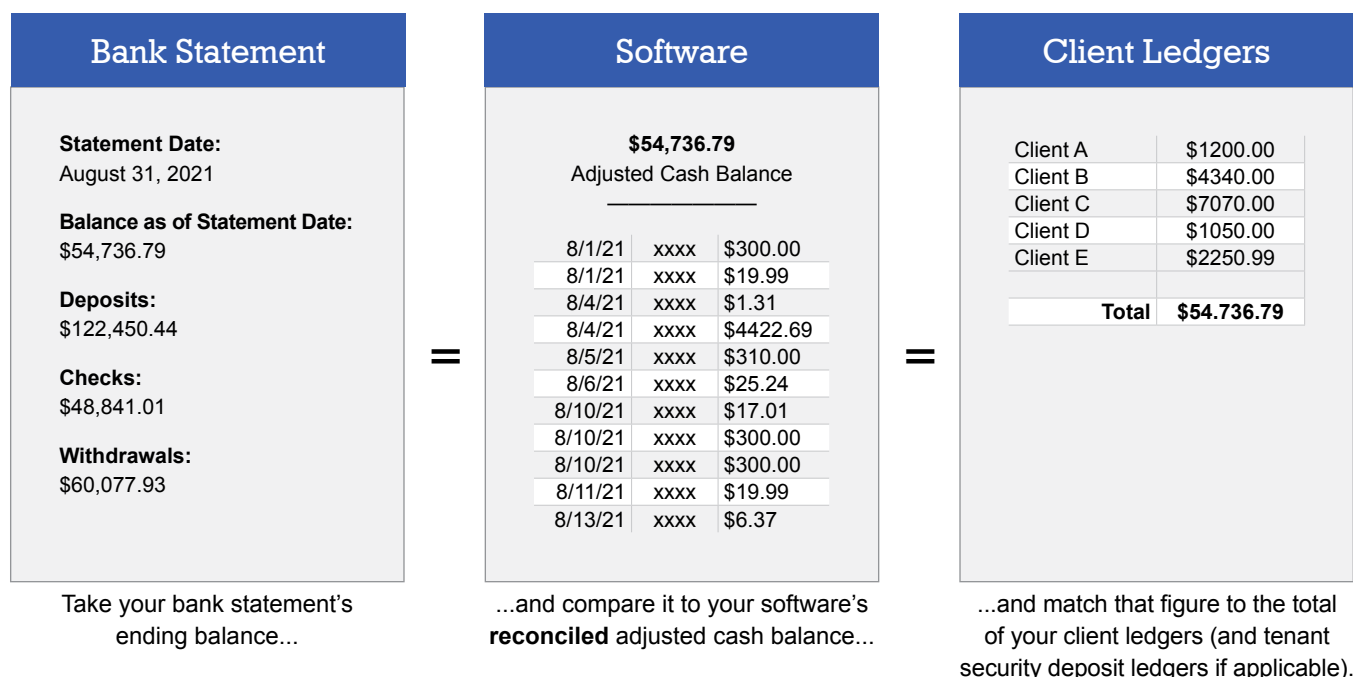 Bank Statement
Statement Date:
August 31, 2021
Balance as of Statement Date:
$54,736.79
Deposits:
$122,450.44
Checks:
$48,841.01
Withdrawals:
$60,077.93
Take your bank statement's
ending balance...
=
Software
$54,736.79
Adjusted Cash Balance
8/1/21 xxxx $300.00
8/1/21 xxxx $19.99
8/4/21 xxxx $1.31
8/4/21 xxxx $4422.69
8/5/21 xxxx $310.00
8/6/21 xxxx $25.24
8/10/21 xxxx $17.01
8/10/21 xxxx $300.00
8/10/21 xxxx $300.00
8/11/21 xxxx $19.99
8/13/21 xxxx $6.37
...and compare it to your software's
reconciled adjusted cash balance...
=
Client Ledgers
Client A $1200.00
Client B $4340.00
Client C $7070.00
Client D $1050.00
Client E $2250.99
Total $54.736.79
...and match that figure to the total
of your client ledgers (and tenant
security deposit ledgers if applicable).